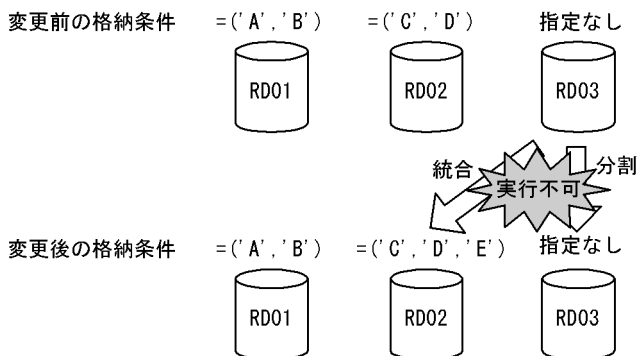 変更前の格納条件 =('A','B') =('C','D') 指定なし
RD01 RD02 RD03
統合 実行不可 分割
変更後の格納条件 =('A','B') =('C','D','E') 指定なし
RD01 RD02 RD03